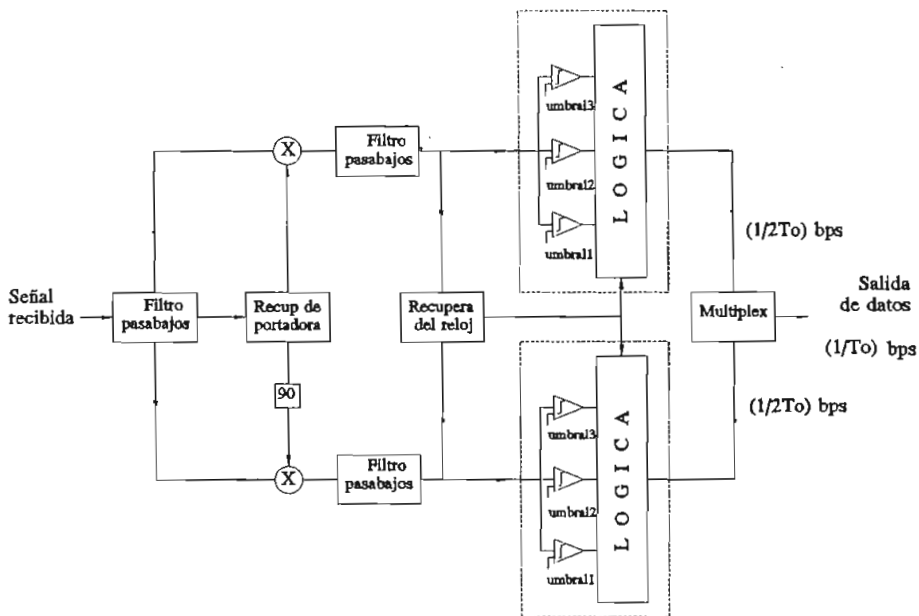 umbral3
umbral2
umbral1
L O G I C A
X
Filtro
pasabajos
(1/2To) bps
Señal
recibida
Filtro
pasabajos
Recup de
portadora
Recupera
del reloj
Multiplex
Salida
de datos
(1/To) bps
90
(1/2To) bps
X
Filtro
pasabajos
umbral3
umbral2
umbral1
L O G I C A